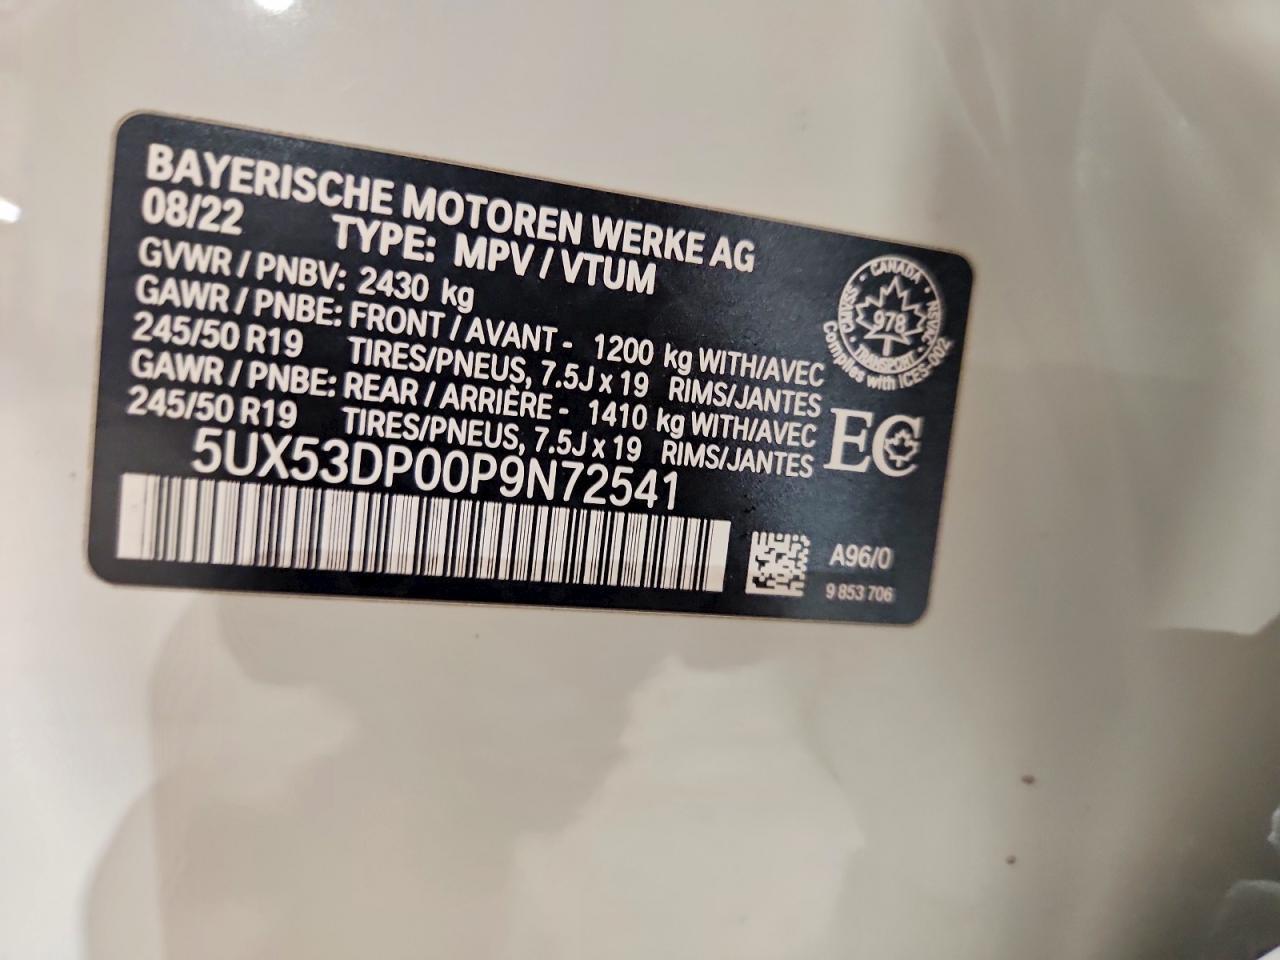 BAYERISCHE MOTOREN WERKE AG
08/22 TYPE: MPV / VTUM
GVWR / PNBV: 2430 kg
GAWR / PNBE: FRONT / AVANT - 1200 kg WITH/AVEC
245/50 R19 TIRES/PNEUS, 7.5J x 19 RIMS/JANTES
GAWR / PNBE: REAR / ARRIÈRE - 1410 kg WITH/AVEC
245/50 R19 TIRES/PNEUS, 7.5J x 19 RIMS/JANTES
5UX53DP00P9N72541
CANADA
CMVSS
NSVAC
978
TRANSPORT
Complies with ICES-002
EC
A96/0
9 853 706